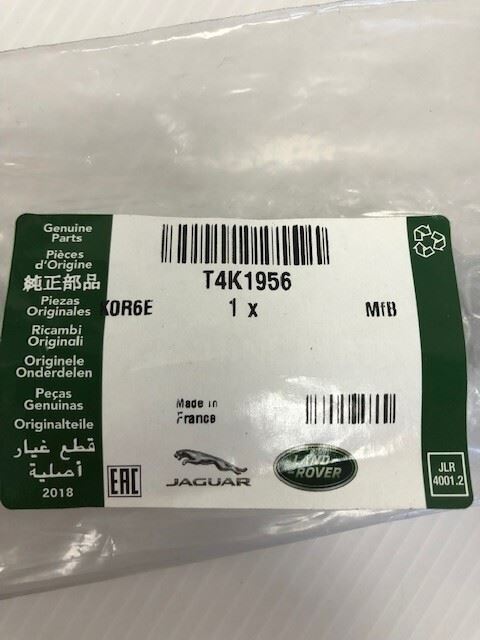 Genuine
Parts
Pièces
d'Origine
純正部品
Piezas
Originales
Ricambi
Originali
Originele
Onderdelen
Peças
Genuinas
Originalteile
قطع غيار
أصلية
2018
T4K1956
KOR6E
1 x
MfB
Made in
France
EAC
JAGUAR
LAND-
ROVER
JLR
4001.2